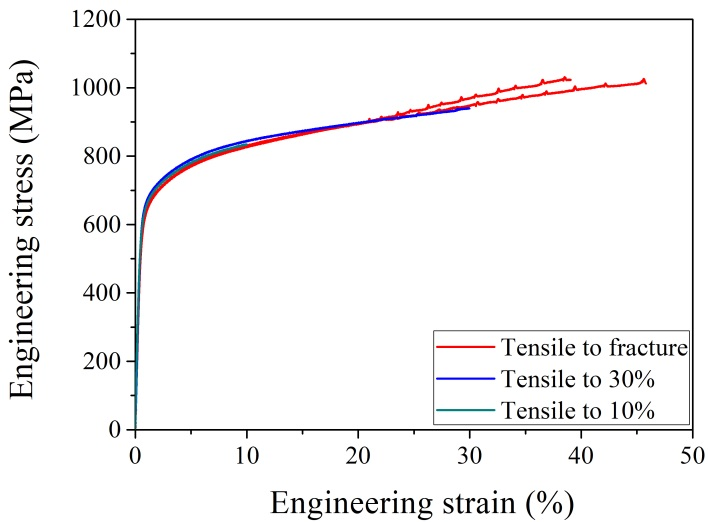 1200
1000
800
600
400
200
0
Engineering stress (MPa)
Tensile to fracture
Tensile to 30%
Tensile to 10%
0 10 20 30 40 50
Engineering strain (%)